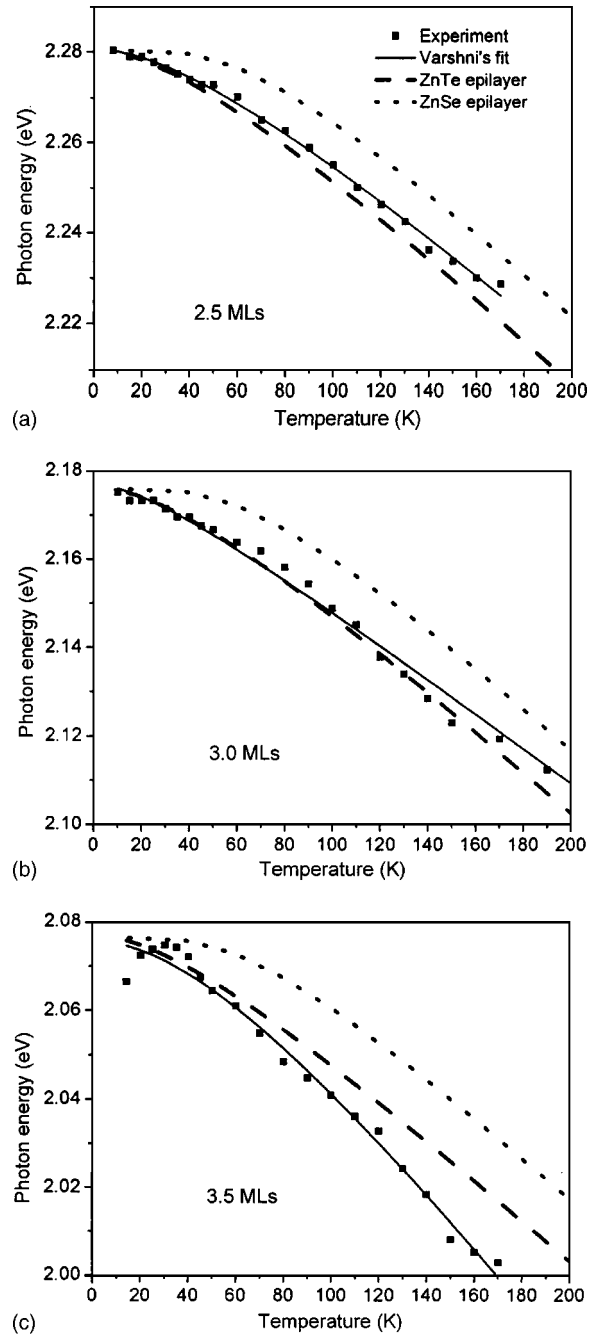 2.28
2.26
2.24
2.22
Photon energy (eV).
Experiment
Varshni's fit
ZnTe epilayer
ZnSe epilayer
2.5 MLs
0 20 40 60 80 100 120 140 160 180 200
Temperature (K)
(a)
2.18
2.16
2.14
2.12
2.10
Photon energy (eV)
3.0 MLs
0 20 40 60 80 100 120 140 160 180 200
Temperature (K)
(b)
2.08
2.06
2.04
2.02
2.00
Photon energy (eV)
3.5 MLs
0 20 40 60 80 100 120 140 160 180 200
Temperature (K)
(c)